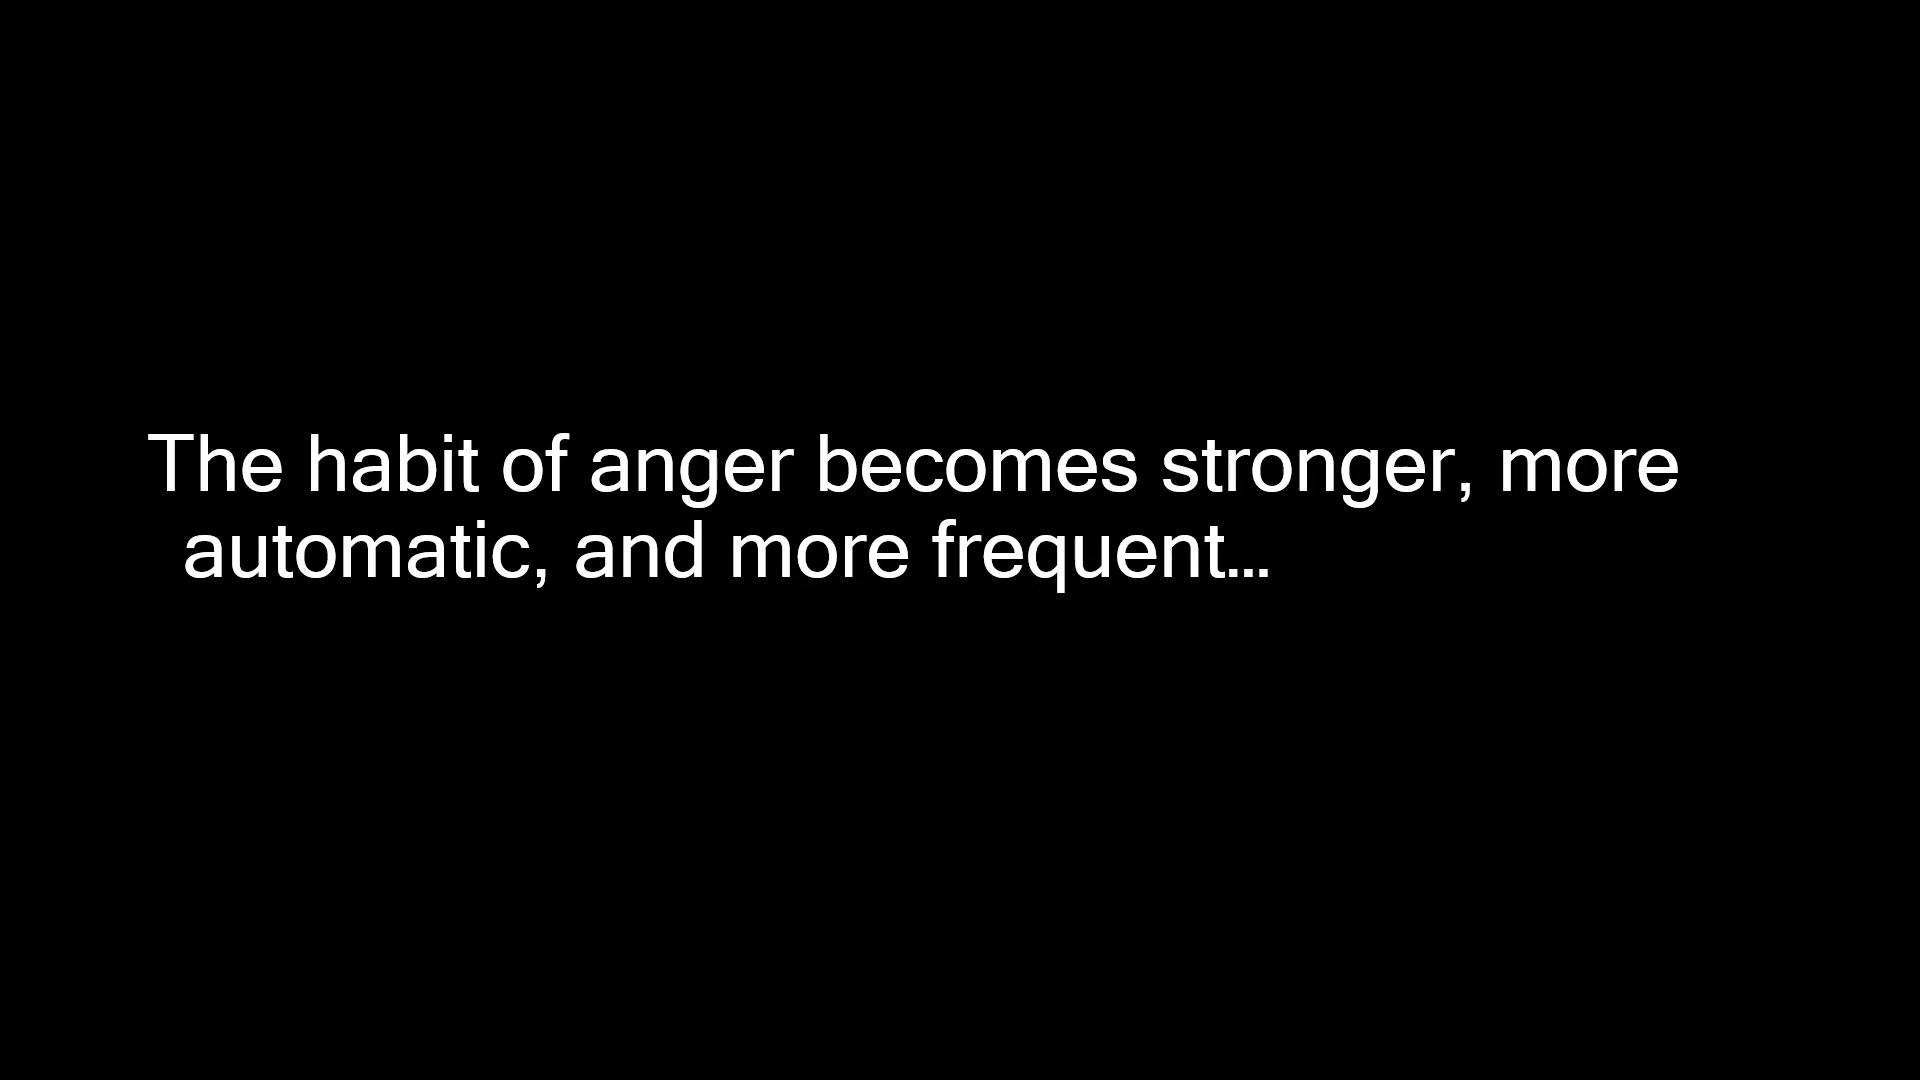 The habit of anger becomes stronger, more
automatic, and more frequent...